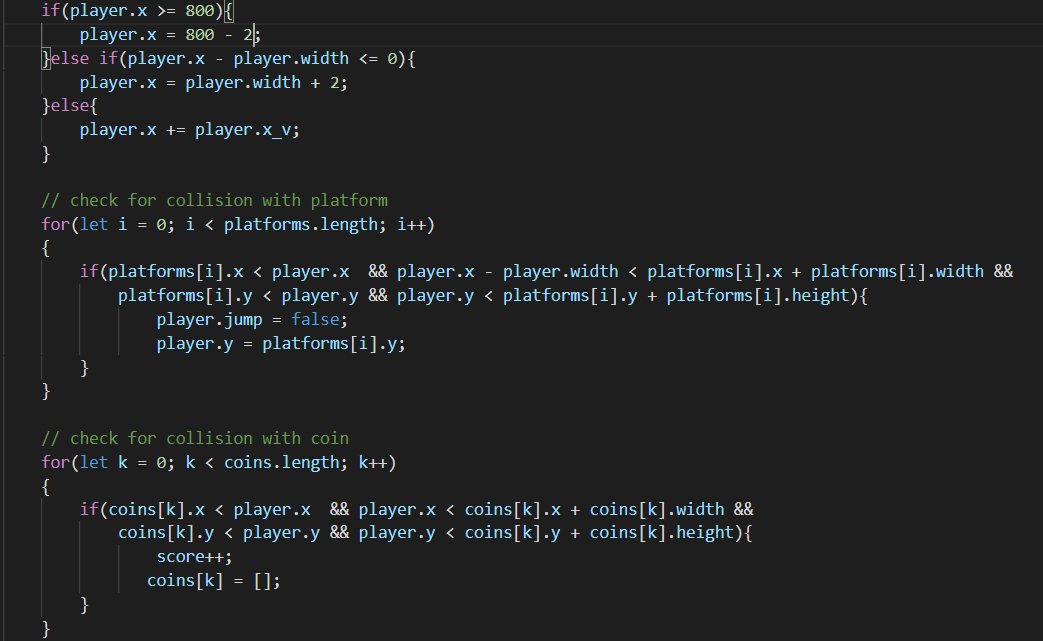 if(player.x >= 800){
    player.x = 800 - 2;
}else if(player.x - player.width <= 0){
    player.x = player.width + 2;
}else{
    player.x += player.x_v;
}

// check for collision with platform
for(let i = 0; i < platforms.length; i++)
{
    if(platforms[i].x < player.x  && player.x - player.width < platforms[i].x + platforms[i].width &&
        platforms[i].y < player.y && player.y < platforms[i].y + platforms[i].height){
            player.jump = false;
            player.y = platforms[i].y;
    }
}

// check for collision with coin
for(let k = 0; k < coins.length; k++)
{
    if(coins[k].x < player.x  && player.x < coins[k].x + coins[k].width &&
        coins[k].y < player.y && player.y < coins[k].y + coins[k].height){
            score++;
           coins[k] = [];
    }
}